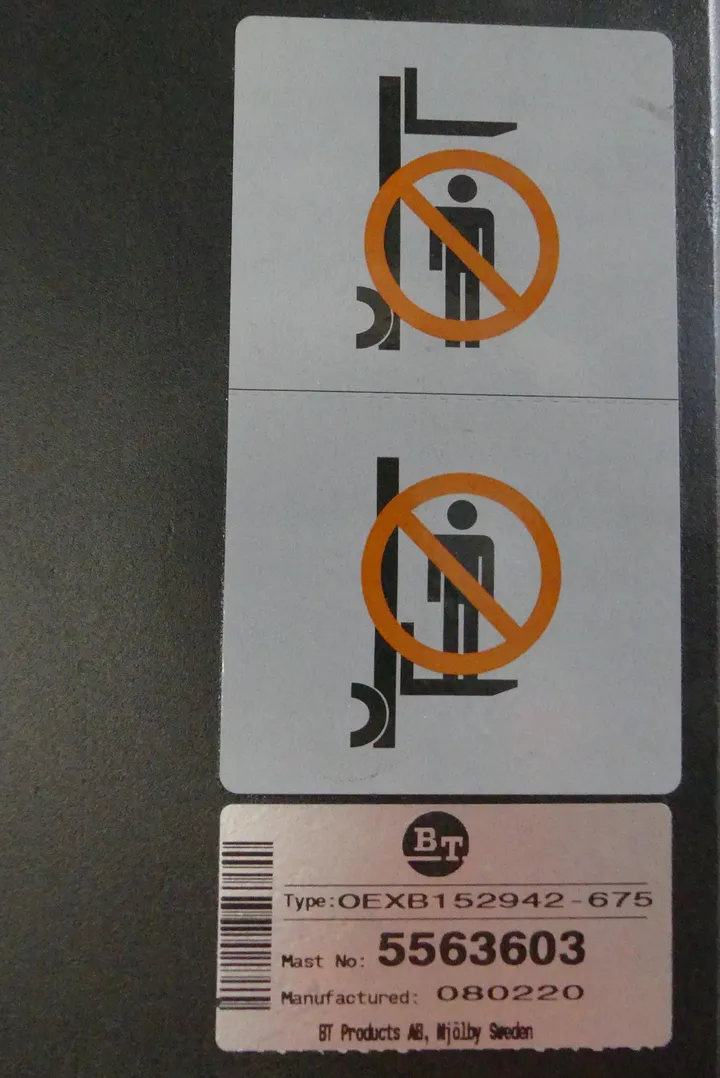 BT
Type:OEXB152942-675
Mast No: 5563603
Manufactured: 080220
BT Products AB, Mjölby Sweden